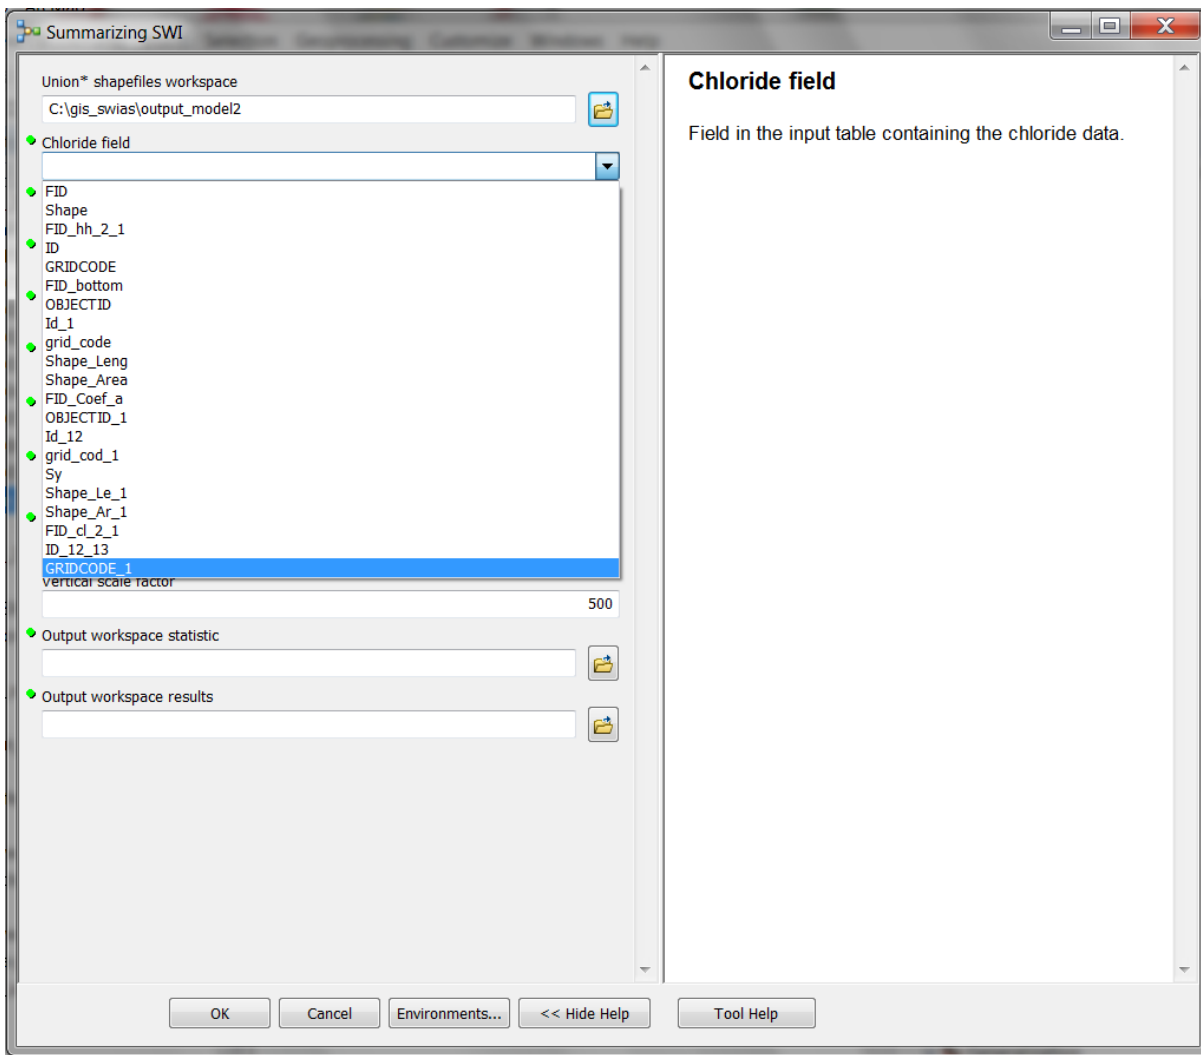 Summarizing SWI
Union* shapefiles workspace
C:\gis_swias\output_model2
Chloride field
FID
Shape
FID_hh_2_1
ID
GRIDCODE
FID_bottom
OBJECTID
Id_1
grid_code
Shape_Leng
Shape_Area
FID_Coef_a
OBJECTID_1
Id_12
grid_cod_1
Sy
Shape_Le_1
Shape_Ar_1
FID_cl_2_1
ID_12_13
GRIDCODE_1
Vertical scale factor
500
Output workspace statistic
Output workspace results
Chloride field
Field in the input table containing the chloride data.
OK Cancel Environments... << Hide Help Tool Help